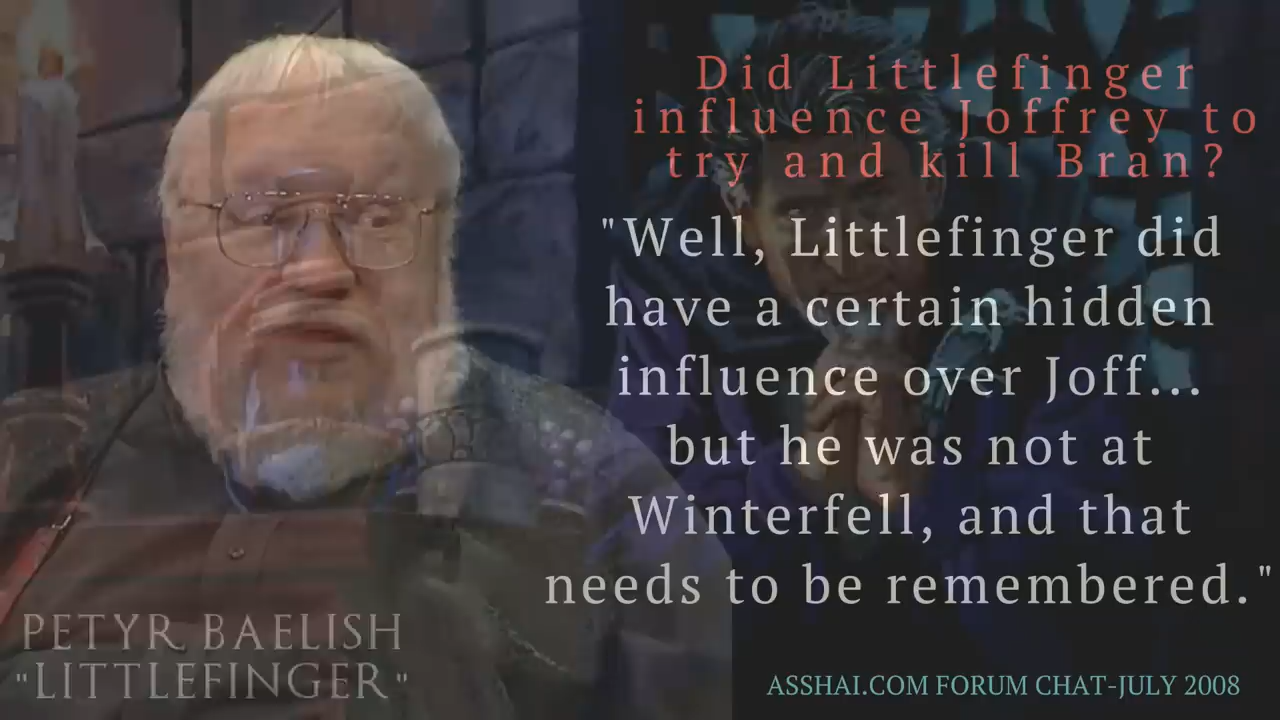 Did Littlefinger
influence Joffrey to
try and kill Bran?
"Well, Littlefinger did
have a certain hidden
influence over Joff...
but he was not at
Winterfell, and that
needs to be remembered."
PETYR BAELISH
"LITTLEFINGER"
ASSHAI.COM FORUM CHAT-JULY 2008